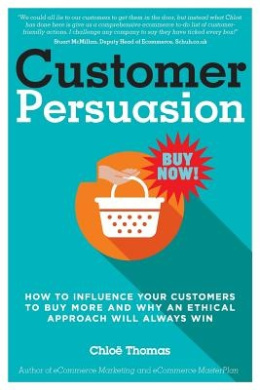 "We could all lie to our customers to get them in the door, but instead what Chloë
has done here is give us a comprehensive ecommerce to do list of customer-
friendly actions. I challenge any company to say they have ticked every box!"
Stuart McMillan, Deputy Head of Ecommerce, Schuh.co.uk
Customer
Persuasion
BUY
NOW!
HOW TO INFLUENCE YOUR CUSTOMERS
TO BUY MORE AND WHY AN ETHICAL
APPROACH WILL ALWAYS WIN
Chloë Thomas
Author of eCommerce Marketing and eCommerce MasterPlan